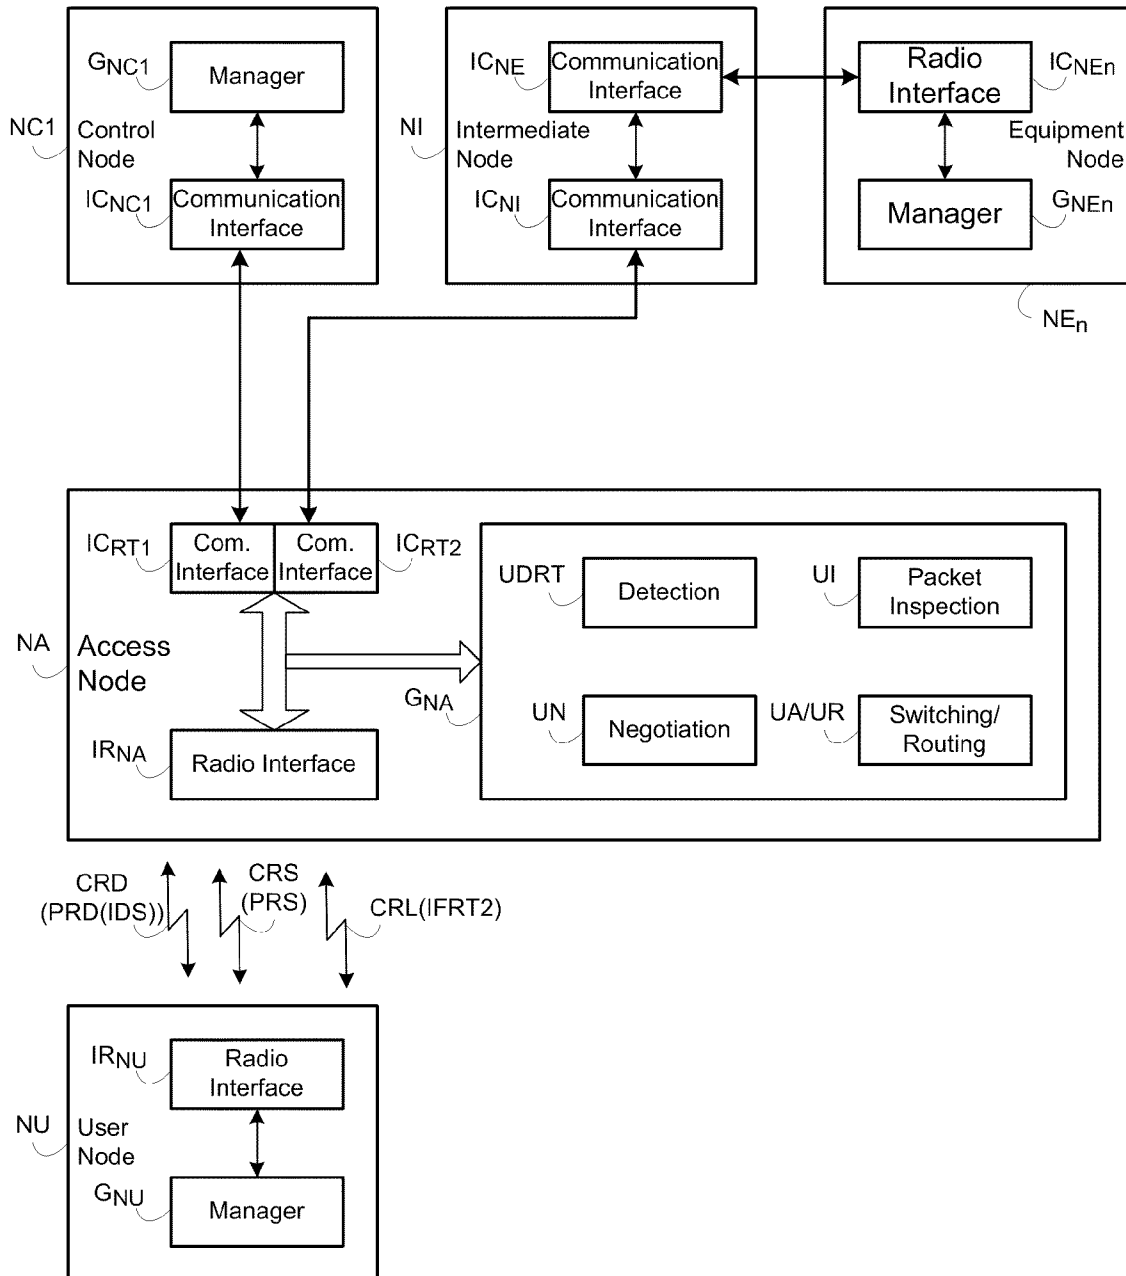 GNC1
Manager
NC1
Control
Node
ICNC1
Communication
Interface
ICNE
Communication
Interface
NI
Intermediate
Node
ICNI
Communication
Interface
Radio
Interface
ICNEn
Equipment
Node
Manager
GNEn
NEn
ICRT1
Com.
Interface
Com.
Interface
ICRT2
NA
Access
Node
GNA
IRNA
Radio Interface
UDRT
Detection
UI
Packet
Inspection
UN
Negotiation
UA/UR
Switching/
Routing
CRD
(PRD(IDS))
CRS
(PRS)
CRL(IFRT2)
IRNU
Radio
Interface
NU
User
Node
GNU
Manager